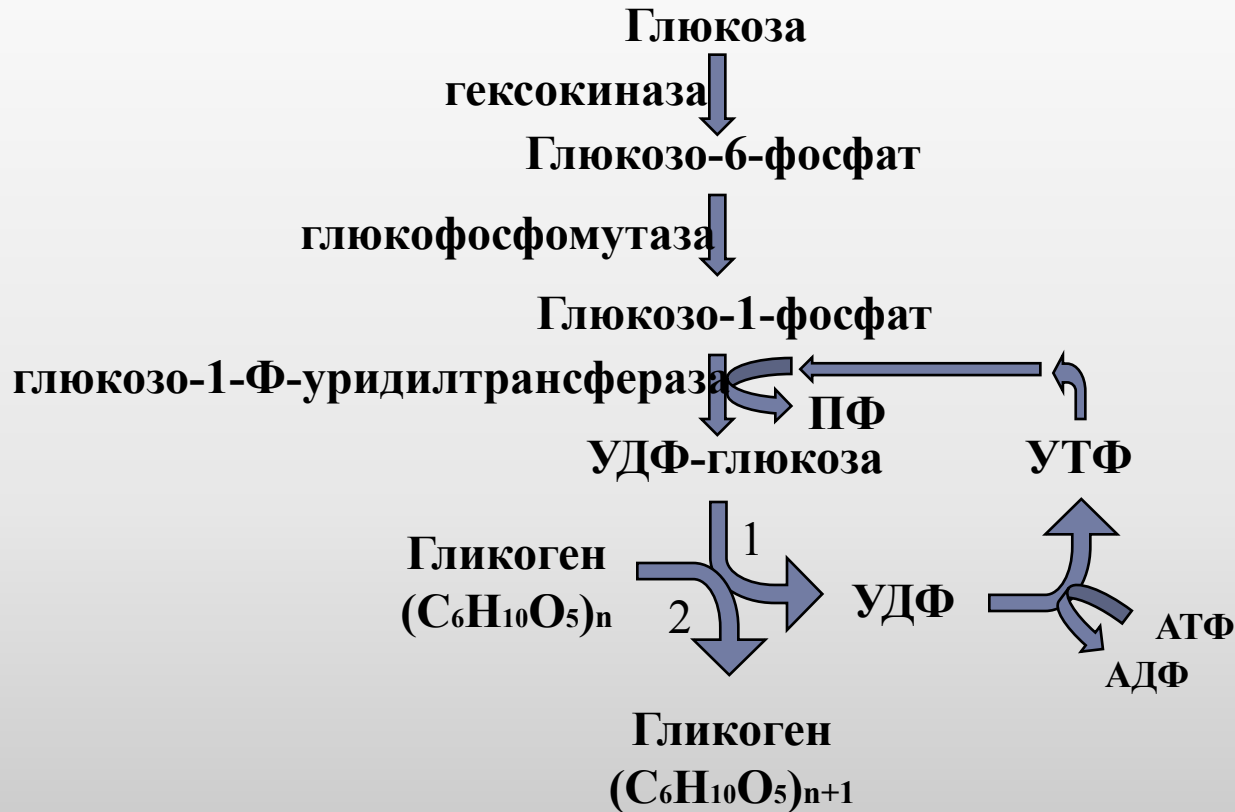 Глюкоза
гексокиназа
Глюкозо-6-фосфат
глюкофосфомутаза
Глюкозо-1-фосфат
глюкозо-1-Ф-уридилтрансфераза
ПФ
УДФ-глюкоза
УТФ
1
Гликоген
(C₆H₁₀O₅)n
2
УДФ
АТФ
АДФ
Гликоген
(C₆H₁₀O₅)n+1